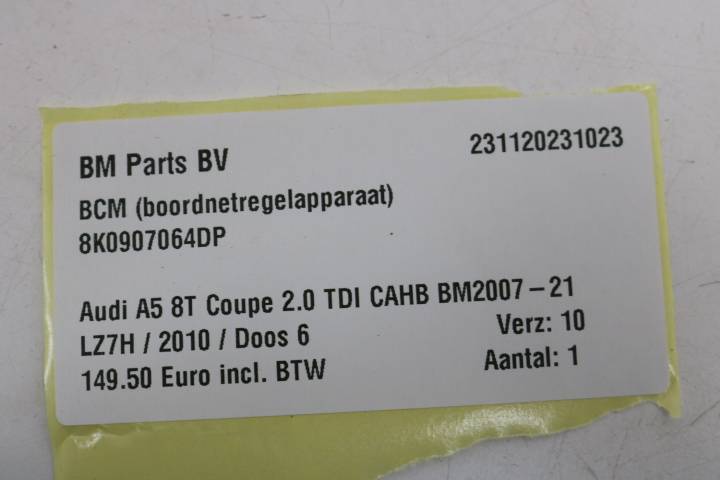 BM Parts BV 231120231023
BCM (boordnetregelapparaat)
8K0907064DP
Audi A5 8T Coupe 2.0 TDI CAHB BM2007-21
LZ7H / 2010 / Doos 6 Verz: 10
149.50 Euro incl. BTW Aantal: 1